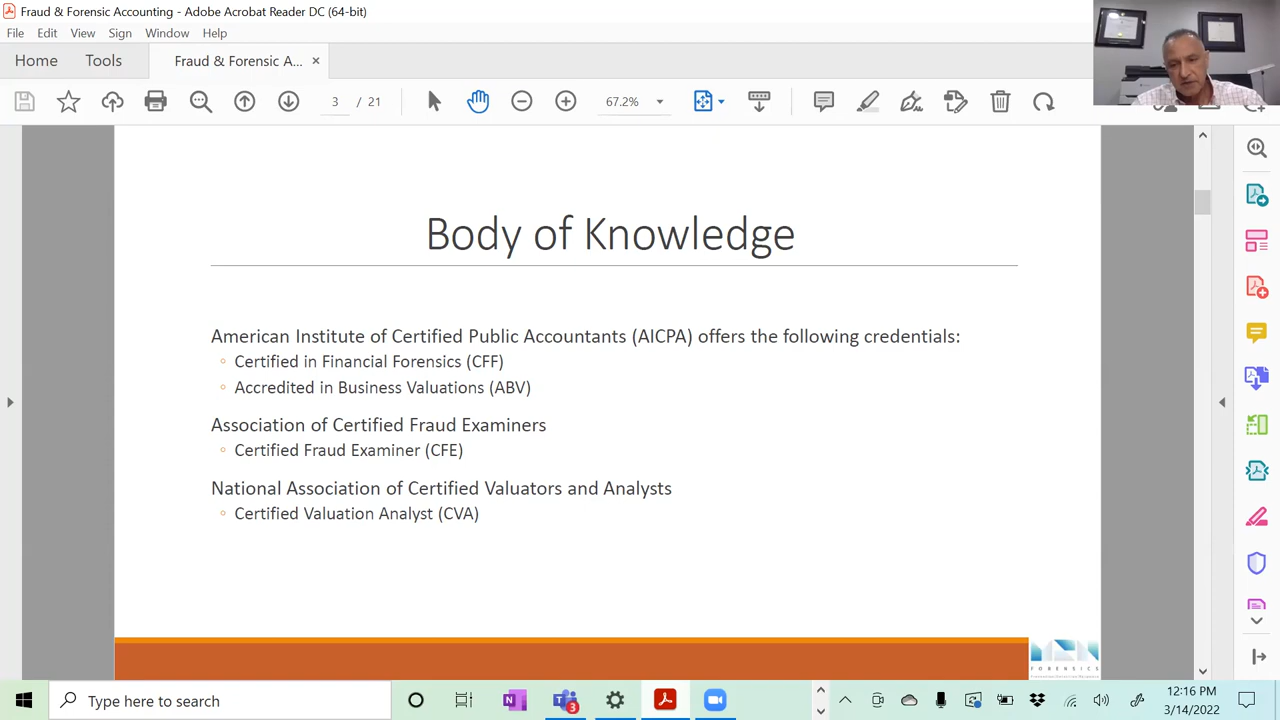 Fraud & Forensic Accounting - Adobe Acrobat Reader DC (64-bit)
File Edit View Sign Window Help
Home Tools Fraud & Forensic A... ×
3 / 21 67.2%
Body of Knowledge
American Institute of Certified Public Accountants (AICPA) offers the following credentials:
◦ Certified in Financial Forensics (CFF)
◦ Accredited in Business Valuations (ABV)
Association of Certified Fraud Examiners
◦ Certified Fraud Examiner (CFE)
National Association of Certified Valuators and Analysts
◦ Certified Valuation Analyst (CVA)
FORENSICS
Type here to search
3
12:16 PM
3/14/2022